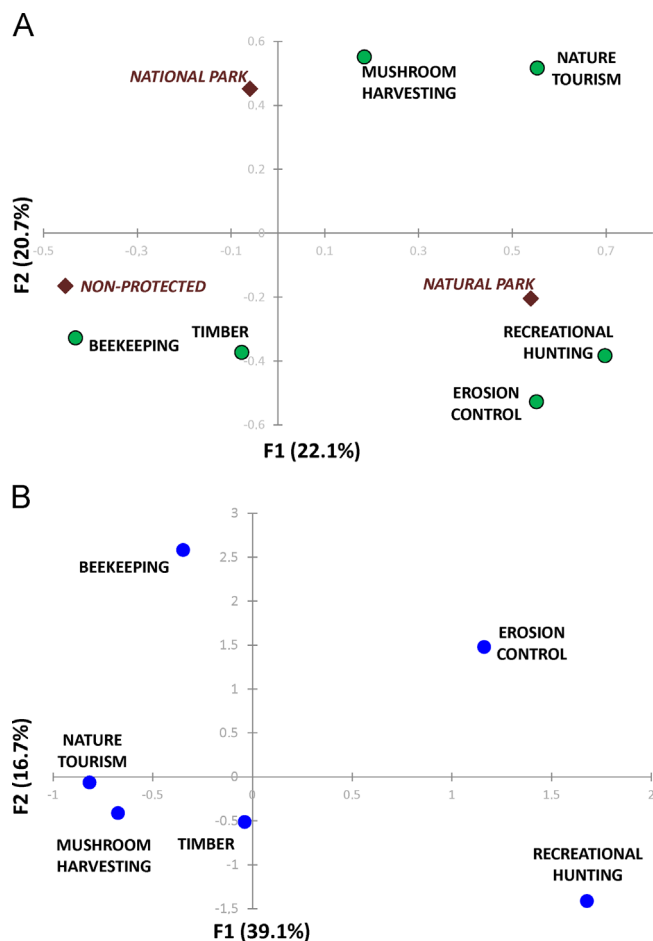 A
0.6
NATIONAL PARK
MUSHROOM
HARVESTING
NATURE
TOURISM
0.4
0.2
F2 (20.7%)
0
-0.5
-0.3
-0.1
0.1
0.3
0.5
0.7
NON-PROTECTED
NATURAL PARK
-0.2
BEEKEEPING
TIMBER
RECREATIONAL
HUNTING
-0.4
EROSION
CONTROL
-0.6
F1 (22.1%)
B
3
BEEKEEPING
2.5
2
EROSION
CONTROL
1.5
1
F2 (16.7%)
NATURE
TOURISM
0.5
0
-1
-0.5
0
0.5
1
1.5
2
MUSHROOM
HARVESTING
TIMBER
-0.5
-1
RECREATIONAL
HUNTING
-1,5
F1 (39.1%)